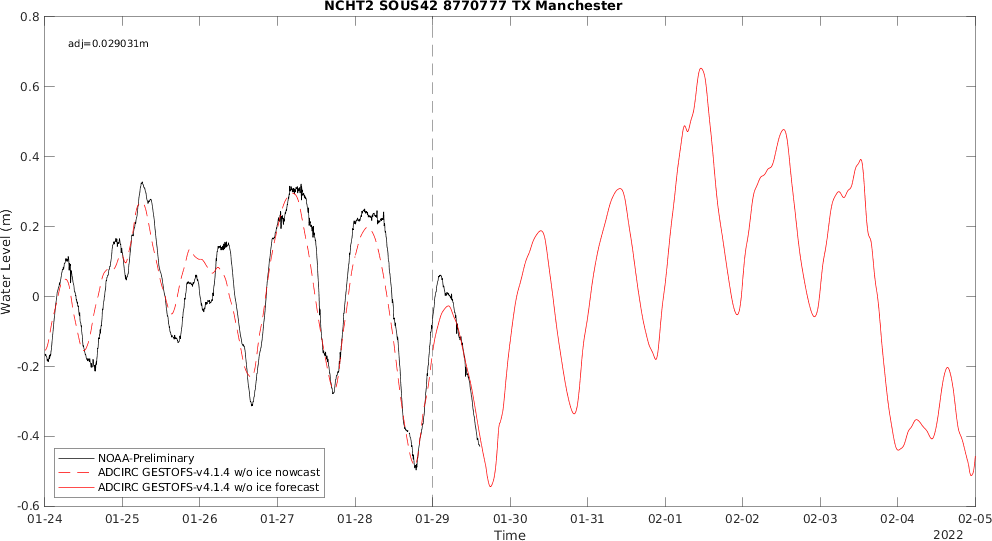 NCHT2 SOUS42 8770777 TX Manchester
adj=0.029031m
0.8
0.6
0.4
0.2
0
-0.2
-0.4
-0.6
Water Level (m)
NOAA-Preliminary
ADCIRC GESTOFS-v4.1.4 w/o ice nowcast
ADCIRC GESTOFS-v4.1.4 w/o ice forecast
01-24 01-25 01-26 01-27 01-28 01-29 01-30 01-31 02-01 02-02 02-03 02-04 02-05
Time
2022